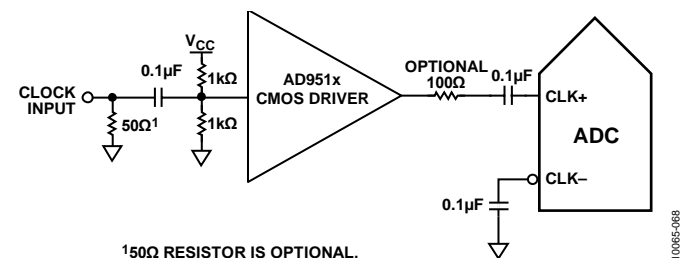 VCC
0.1µF
1kΩ
CLOCK
INPUT
50Ω1
1kΩ
AD951x
CMOS DRIVER
OPTIONAL
100Ω
0.1µF
CLK+
ADC
CLK–
0.1µF
150Ω RESISTOR IS OPTIONAL.
10065-068